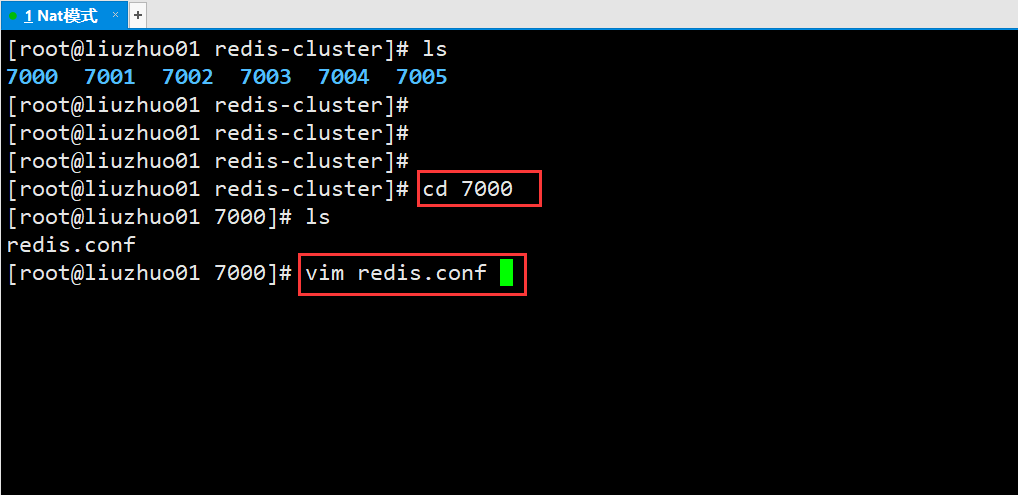 1 Nat模式 × +
[root@liuzhuo01 redis-cluster]# ls
7000 7001 7002 7003 7004 7005
[root@liuzhuo01 redis-cluster]#
[root@liuzhuo01 redis-cluster]#
[root@liuzhuo01 redis-cluster]#
[root@liuzhuo01 redis-cluster]# cd 7000
[root@liuzhuo01 7000]# ls
redis.conf
[root@liuzhuo01 7000]# vim redis.conf